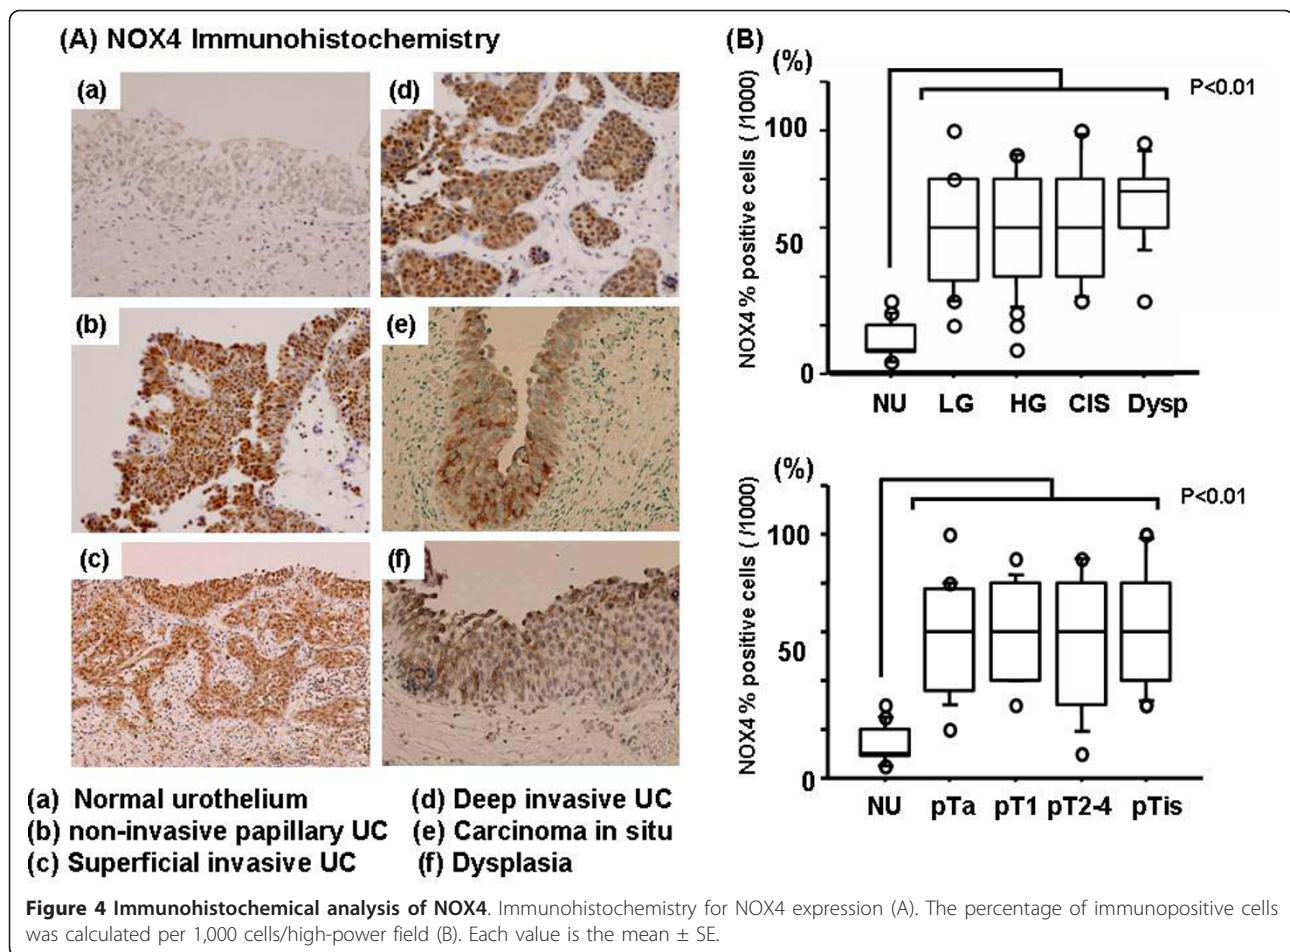 (A) NOX4 Immunohistochemistry
(a)
(d)
(b)
(e)
(c)
(f)
(a) Normal urothelium
(d) Deep invasive UC
(b) non-invasive papillary UC
(e) Carcinoma in situ
(c) Superficial invasive UC
(f) Dysplasia
(B)
(%)
P<0.01
NOX4 % positive cells ( /1000)
100
50
0
NU LG HG CIS Dysp
(%)
P<0.01
NOX4 % positive cells ( /1000)
100
50
0
NU pTa pT1 pT2-4 pTis
Figure 4 Immunohistochemical analysis of NOX4. Immunohistochemistry for NOX4 expression (A). The percentage of immunopositive cells
was calculated per 1,000 cells/high-power field (B). Each value is the mean ± SE.